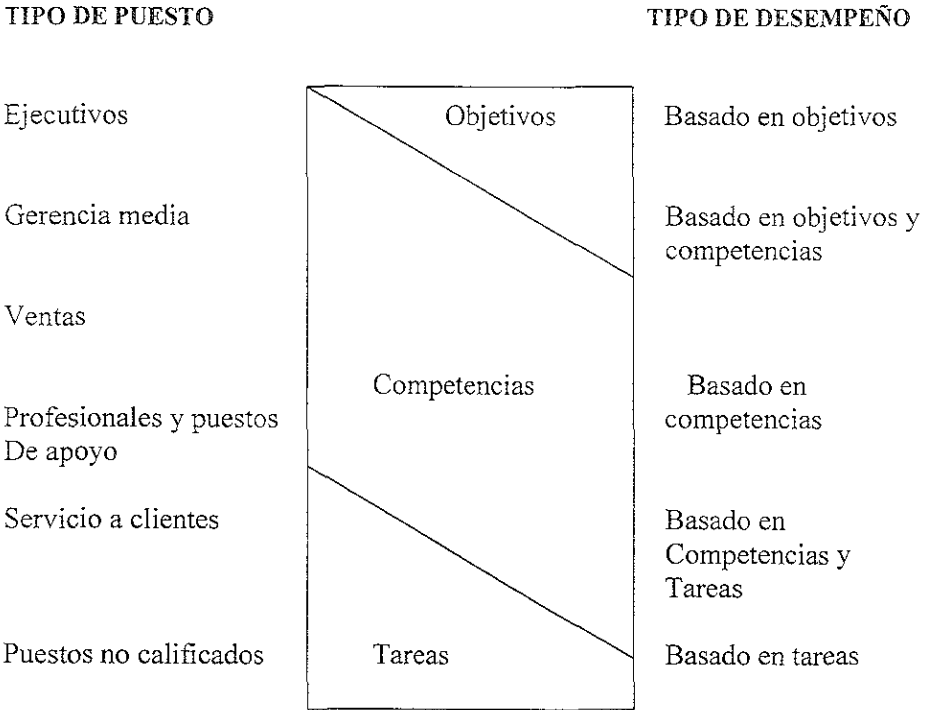 TIPO DE PUESTO
TIPO DE DESEMPEÑO
Ejecutivos
Objetivos
Basado en objetivos
Gerencia media
Basado en objetivos y
competencias
Ventas
Competencias
Basado en
competencias
Profesionales y puestos
De apoyo
Servicio a clientes
Basado en
Competencias y
Tareas
Puestos no calificados
Tareas
Basado en tareas